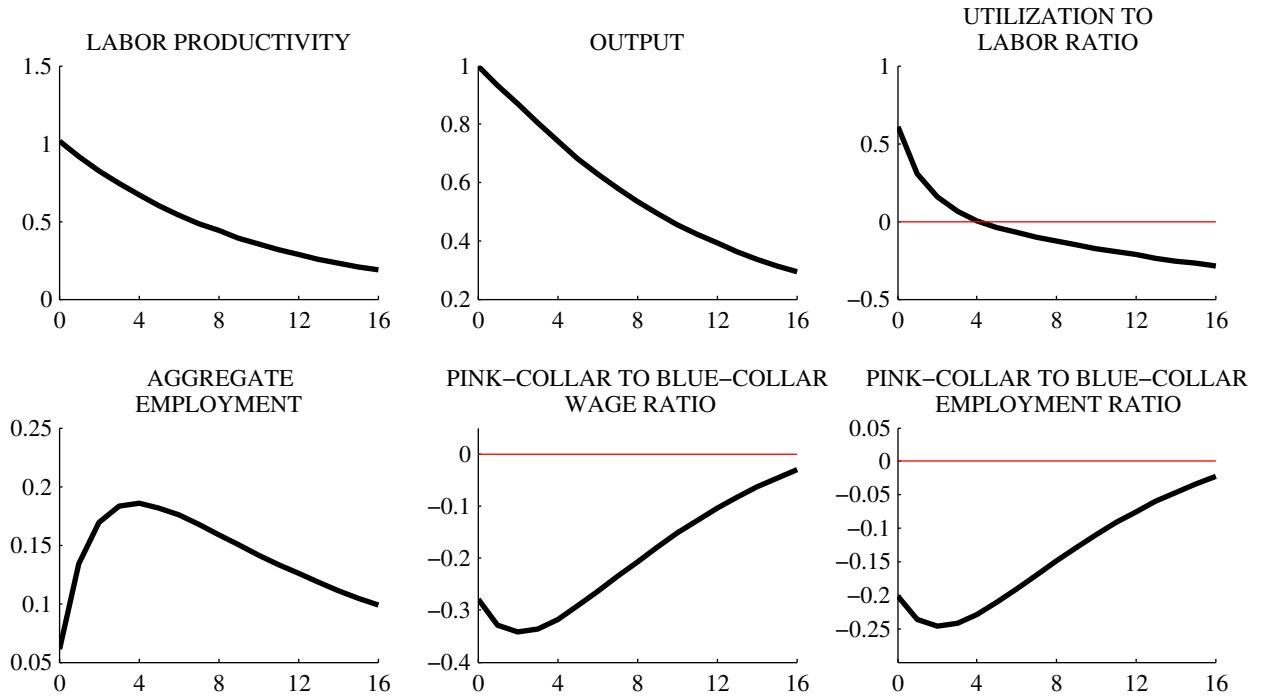 LABOR PRODUCTIVITY
1.5
1
0.5
0
0 4 8 12 16
OUTPUT
1
0.8
0.6
0.4
0.2
0 4 8 12 16
UTILIZATION TO
LABOR RATIO
1
0.5
0
−0.5
0 4 8 12 16
AGGREGATE
EMPLOYMENT
0.25
0.2
0.15
0.1
0.05
0 4 8 12 16
PINK−COLLAR TO BLUE−COLLAR
WAGE RATIO
0
−0.1
−0.2
−0.3
−0.4
0 4 8 12 16
PINK−COLLAR TO BLUE−COLLAR
EMPLOYMENT RATIO
0.05
0
−0.05
−0.1
−0.15
−0.2
−0.25
0 4 8 12 16